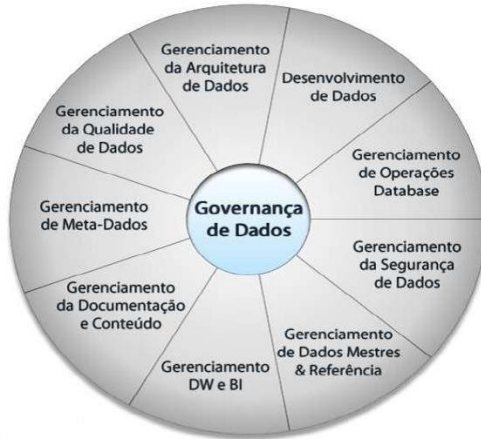 Gerenciamento
da Arquitetura
de Dados
Desenvolvimento
de Dados
Gerenciamento
de Operações
Database
Gerenciamento
da Segurança
de Dados
Gerenciamento
de Dados Mestres
& Referência
Gerenciamento
DW e BI
Gerenciamento
da Documentação
e Conteúdo
Gerenciamento
de Meta-Dados
Gerenciamento
da Qualidade
de Dados
Governança
de Dados